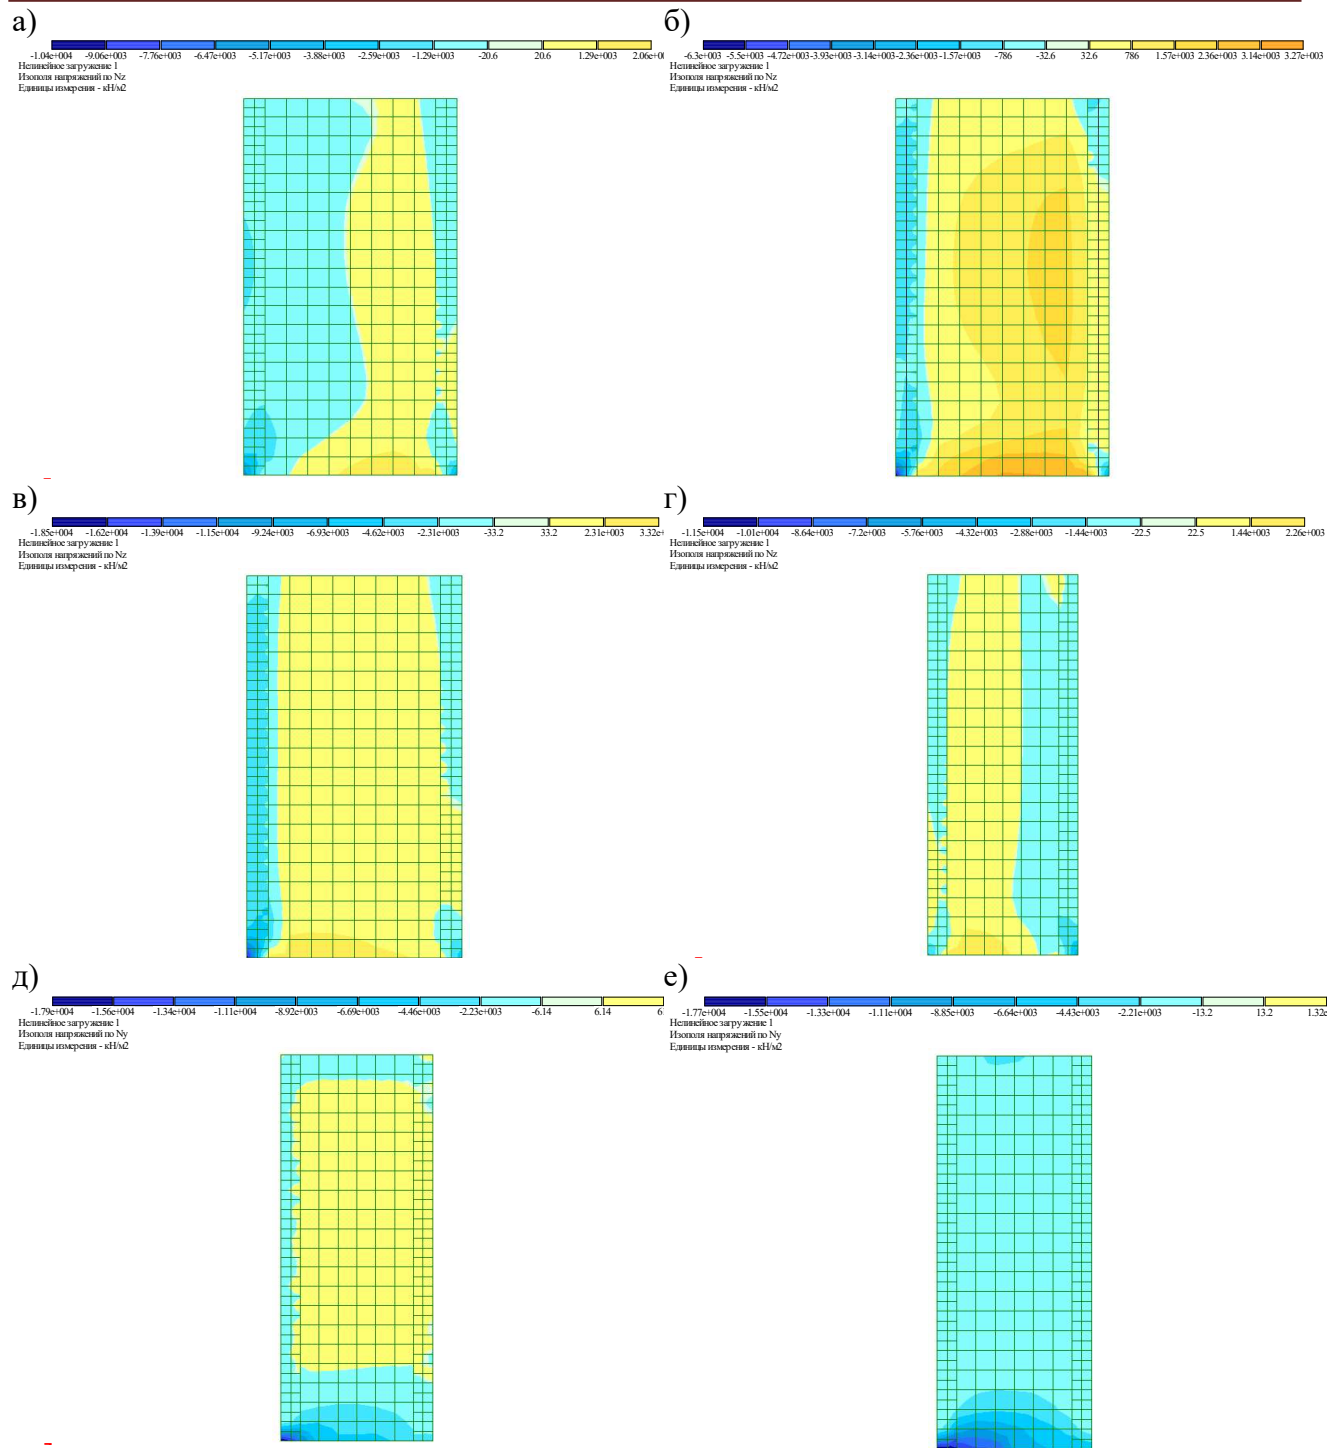 а)
-1.04e+004 -9.06e+003 -7.76e+003 -6.47e+003 -5.17e+003 -3.88e+003 -2.59e+003 -1.29e+003 -20.6 20.6 1.29e+003 2.06e+0
Нелинейное загружение 1
Изополя напряжений по Nz
Единицы измерения - кН/м2
б)
-6.3e+003 -5.5e+003 -4.72e+003 -3.93e+003 -3.14e+003 -2.36e+003 -1.57e+003 -786 -32.6 32.6 786 1.57e+003 2.36e+003 3.14e+003 3.27e+003
Нелинейное загружение 1
Изополя напряжений по Nz
Единицы измерения - кН/м2
в)
-1.85e+004 -1.62e+004 -1.39e+004 -1.15e+004 -9.24e+003 -6.93e+003 -4.62e+003 -2.31e+003 -33.2 33.2 2.31e+003 3.32e+
Нелинейное загружение 1
Изополя напряжений по Nz
Единицы измерения - кН/м2
г)
-1.15e+004 -1.01e+004 -8.64e+003 -7.2e+003 -5.76e+003 -4.32e+003 -2.88e+003 -1.44e+003 -22.5 22.5 1.44e+003 2.26e+003
Нелинейное загружение 1
Изополя напряжений по Nz
Единицы измерения - кН/м2
д)
-1.79e+004 -1.56e+004 -1.34e+004 -1.11e+004 -8.92e+003 -6.69e+003 -4.46e+003 -2.23e+003 -6.14 6.14 6
Нелинейное загружение 1
Изополя напряжений по Ny
Единицы измерения - кН/м2
е)
-1.77e+004 -1.55e+004 -1.33e+004 -1.11e+004 -8.85e+003 -6.64e+003 -4.43e+003 -2.21e+003 -13.2 13.2 1.32e
Нелинейное загружение 1
Изополя напряжений по Ny
Единицы измерения - кН/м2